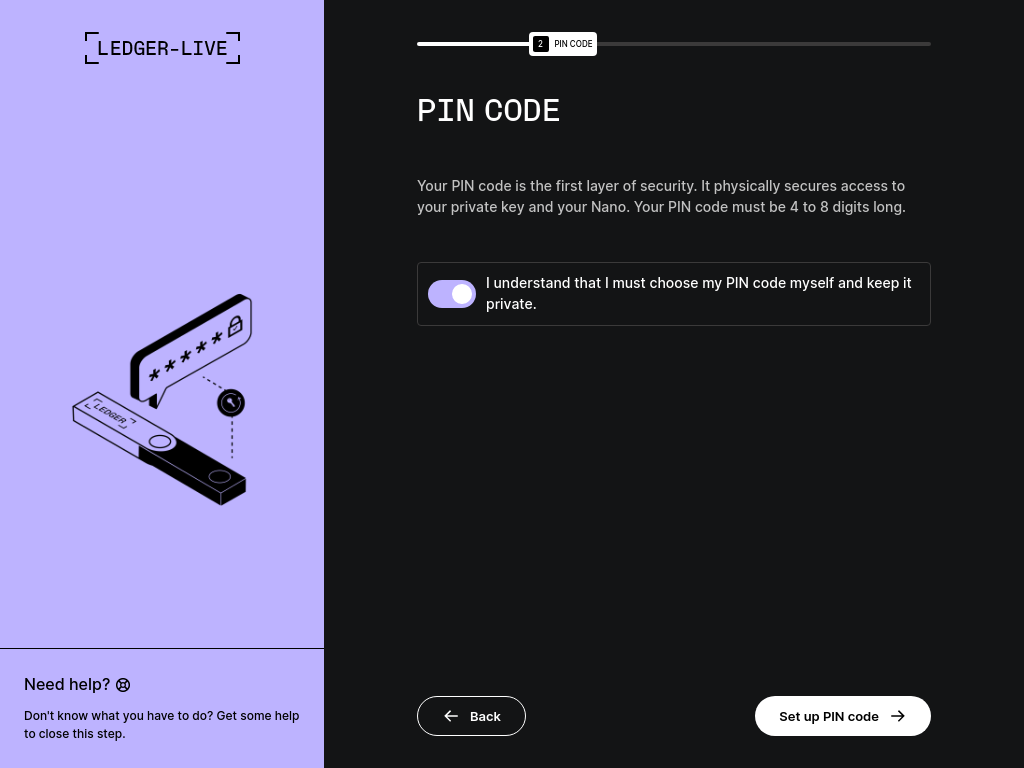 LEDGER-LIVE
2 PIN CODE
PIN CODE
Your PIN code is the first layer of security. It physically secures access to
your private key and your Nano. Your PIN code must be 4 to 8 digits long.
I understand that I must choose my PIN code myself and keep it
private.
*****
LEDGER
Need help?
Don't know what you have to do? Get some help
to close this step.
Back
Set up PIN code